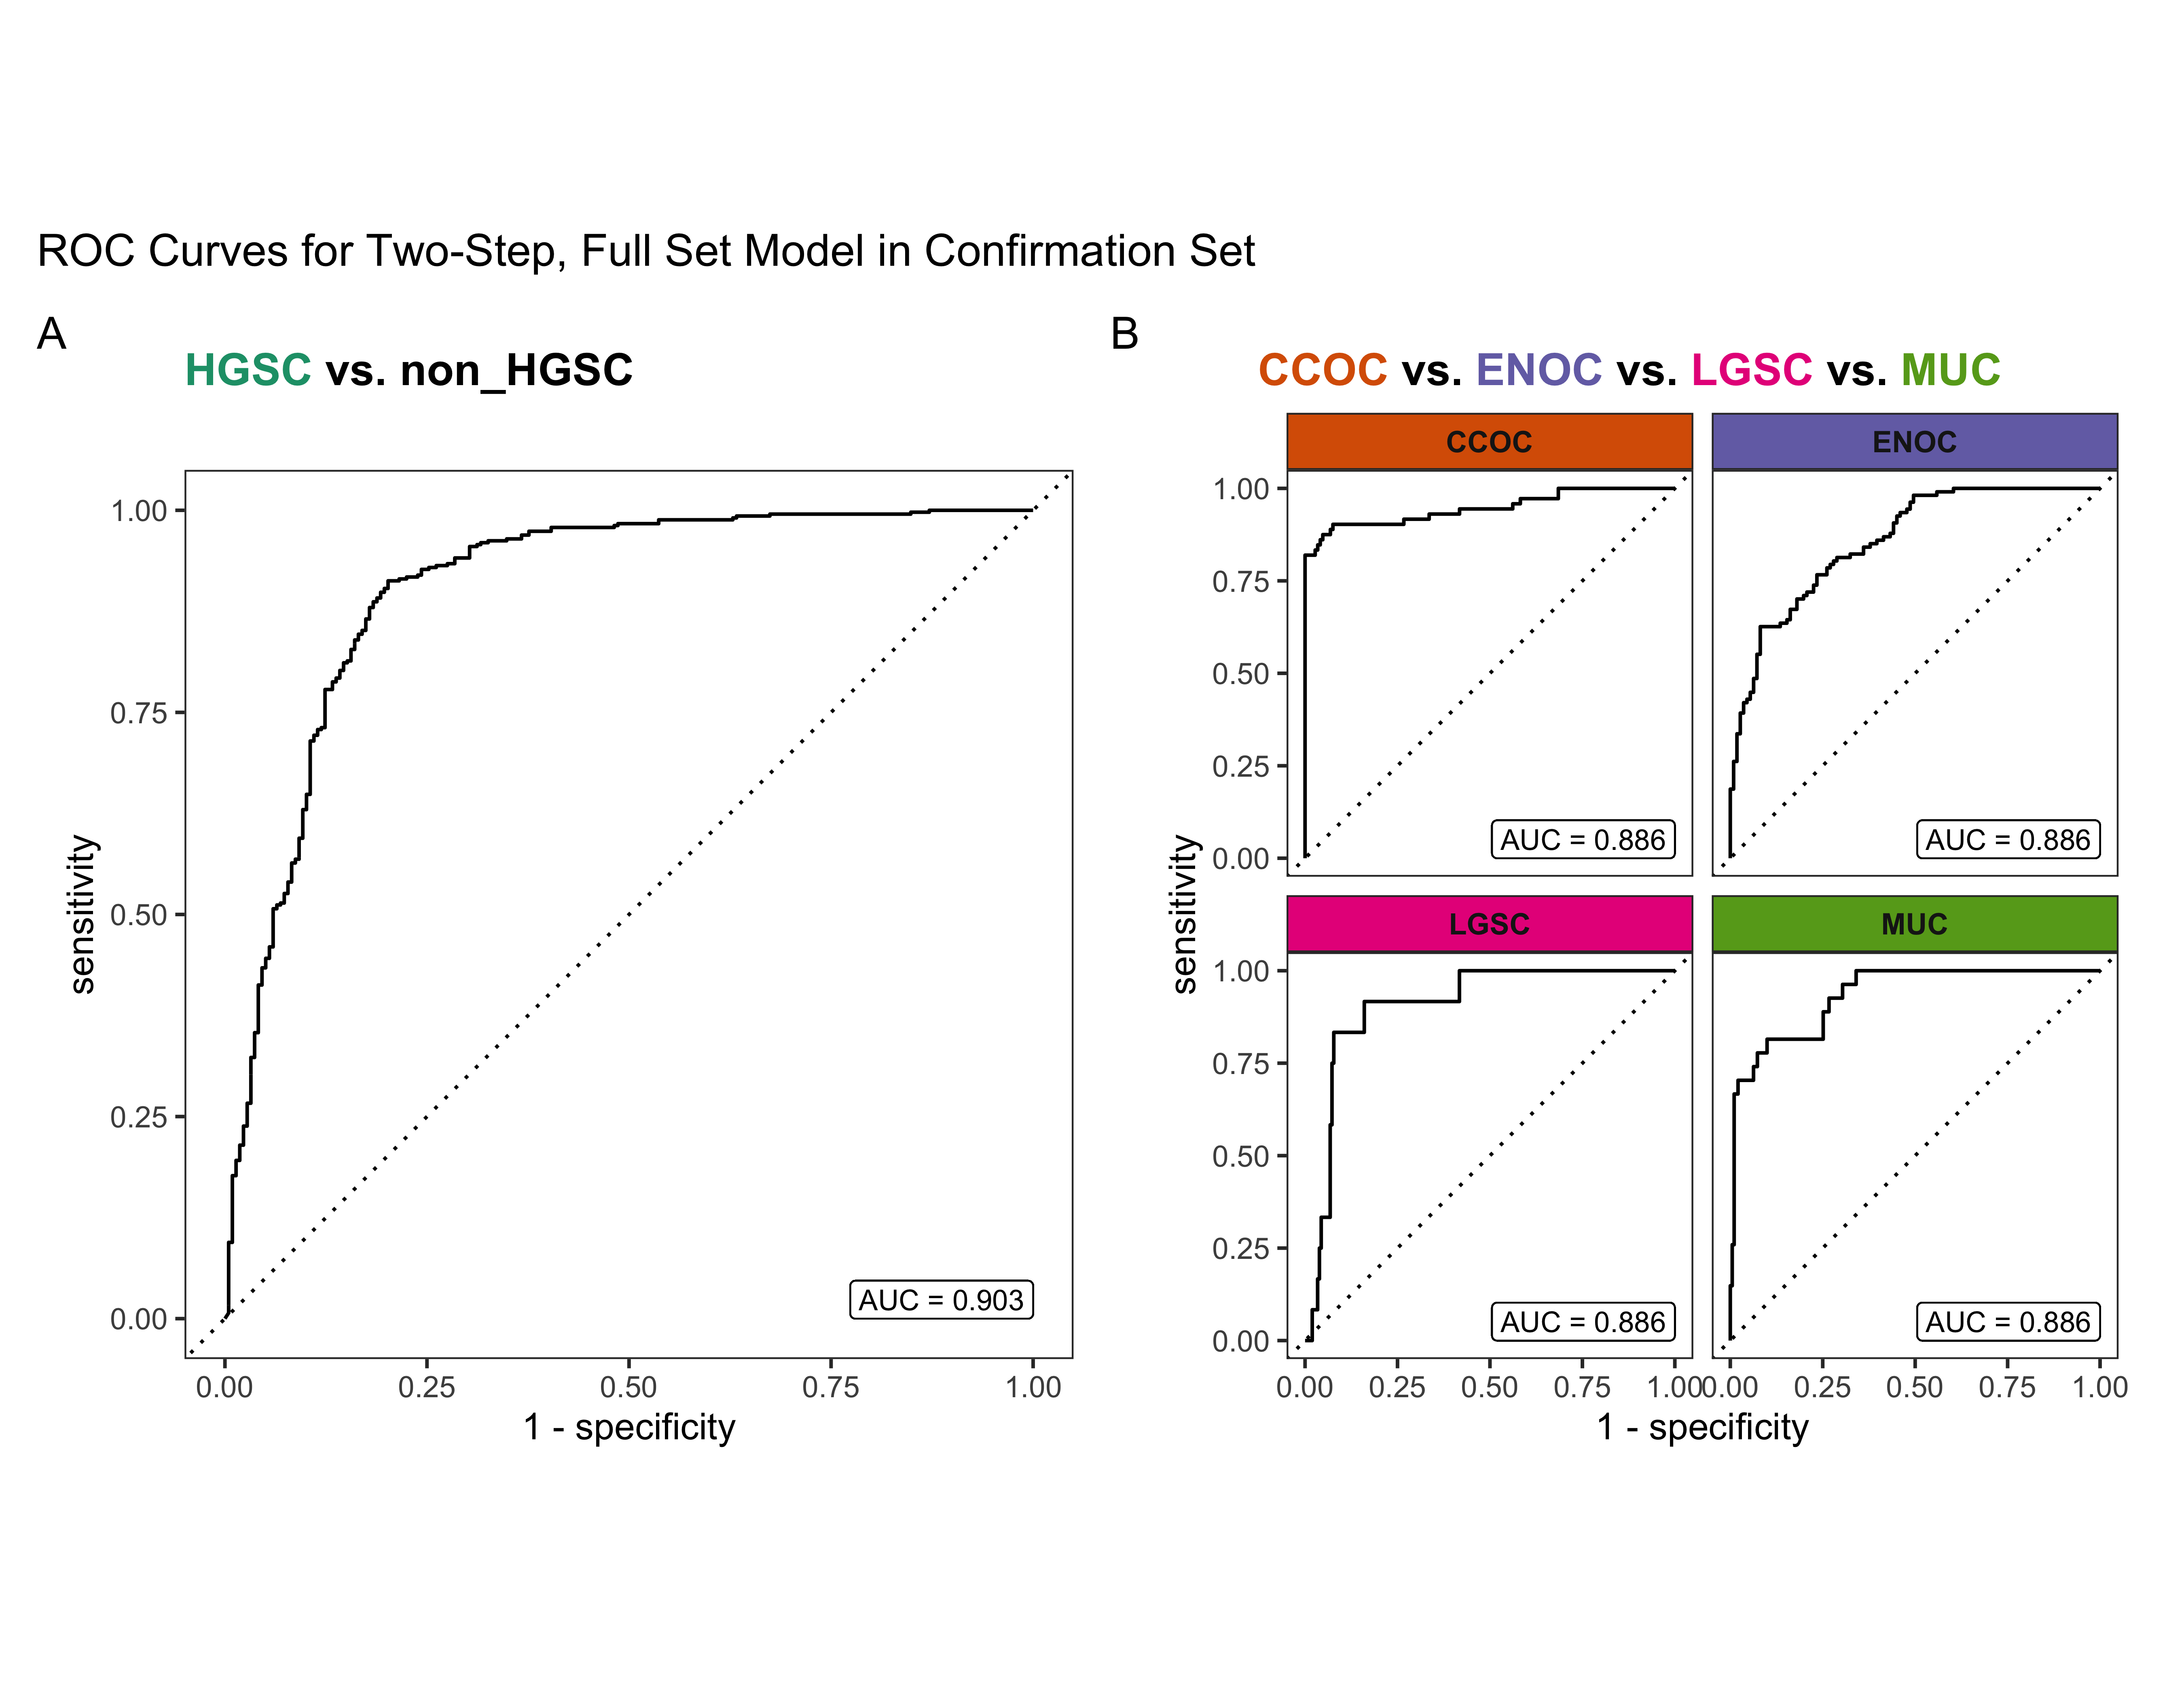 ROC Curves for Two-Step, Full Set Model in Confirmation Set
A
HGSC vs. non_HGSC
1.00
0.75
0.50
0.25
0.00
sensitivity
AUC = 0.903
0.00 0.25 0.50 0.75 1.00
1 - specificity
B
CCOC vs. ENOC vs. LGSC vs. MUC
CCOC
ENOC
1.00
0.75
0.50
0.25
0.00
AUC = 0.886
AUC = 0.886
sensitivity
LGSC
MUC
1.00
0.75
0.50
0.25
0.00
AUC = 0.886
AUC = 0.886
0.00 0.25 0.50 0.75 1.00
0.00 0.25 0.50 0.75 1.00
1 - specificity